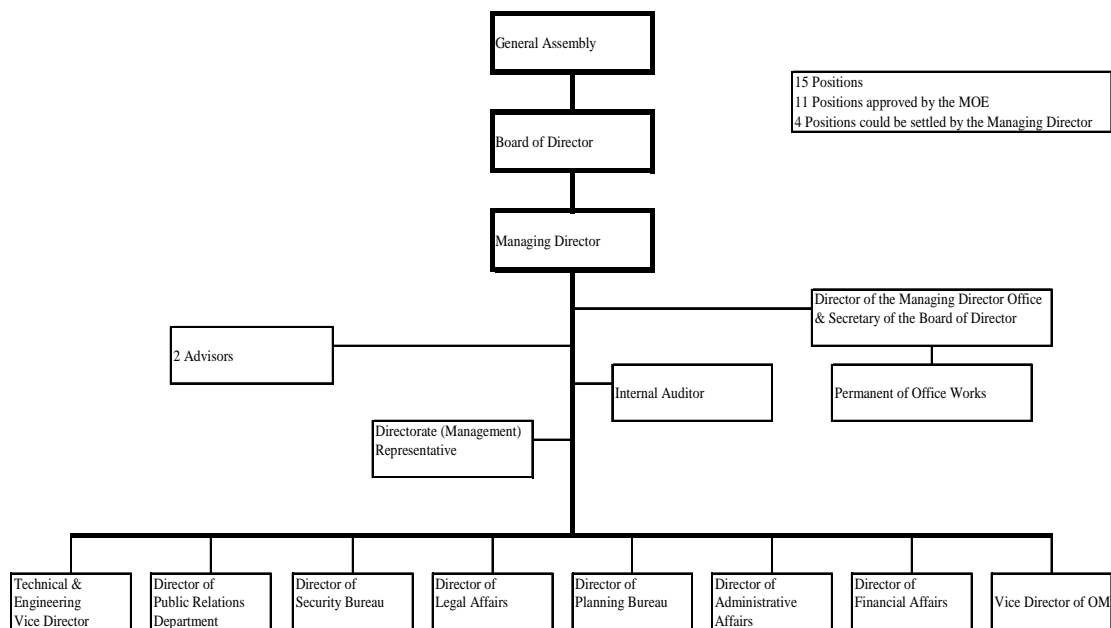 General Assembly
15 Positions
11 Positions approved by the MOE
4 Positions could be settled by the Managing Director
Board of Director
Managing Director
Director of the Managing Director Office
& Secretary of the Board of Director
2 Advisors
Internal Auditor
Permanent of Office Works
Directorate (Management)
Representative
Technical &
Engineering
Vice Director
Director of
Public Relations
Department
Director of
Security Bureau
Director of
Legal Affairs
Director of
Planning Bureau
Director of
Administrative
Affairs
Director of
Financial Affairs
Vice Director of OM